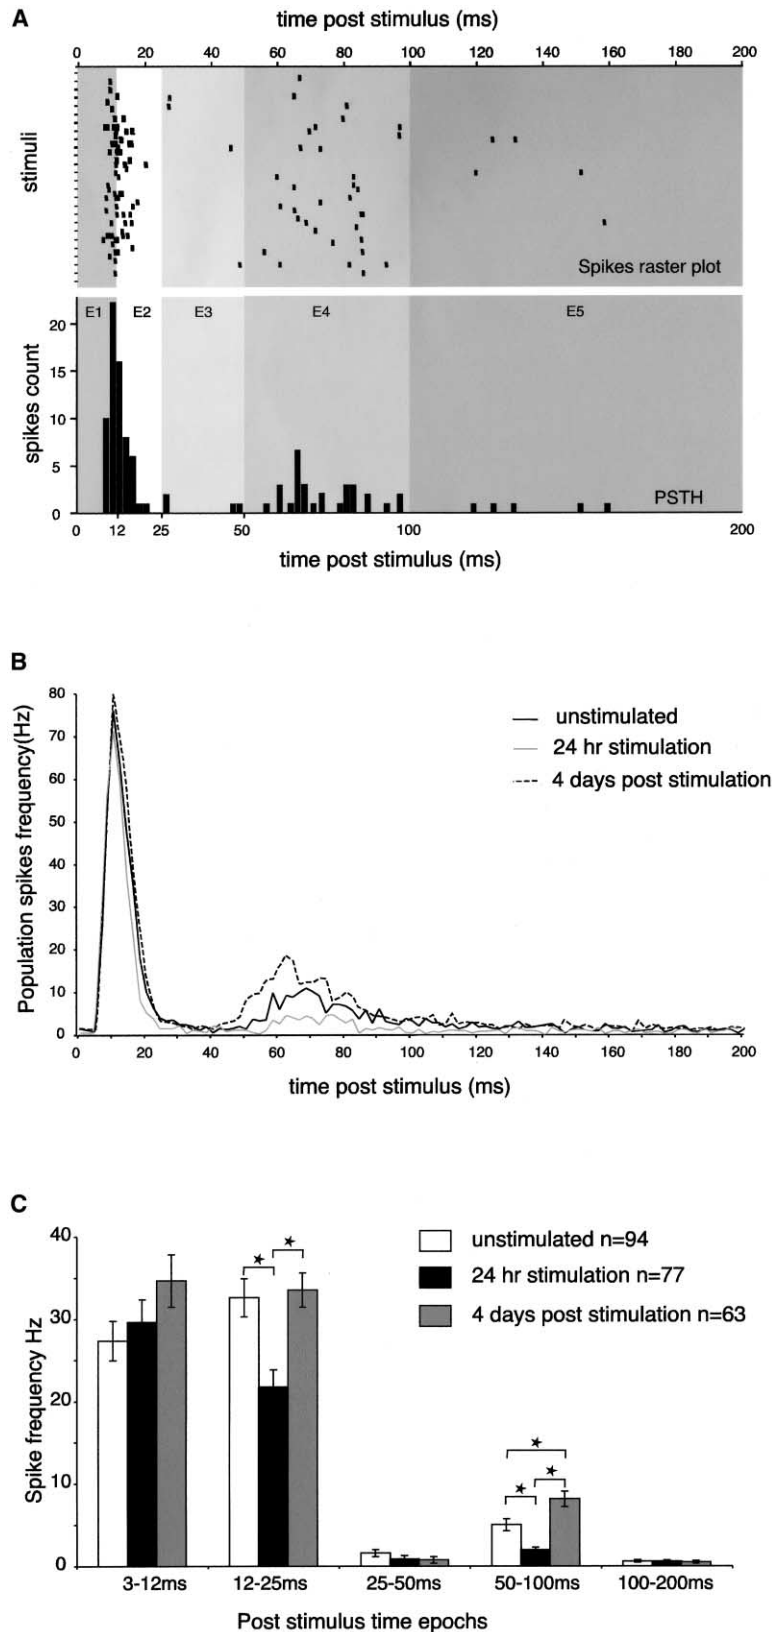 A
time post stimulus (ms)
0 20 40 60 80 100 120 140 160 180 200
stimuli
Spikes raster plot
E1 E2 E3 E4 E5
spikes count
20
15
10
5
0
PSTH
0 12 25 50 100 200
time post stimulus (ms)
B
Population spikes frequency(Hz)
80
70
60
50
40
30
20
10
0
unstimulated
24 hr stimulation
4 days post stimulation
0 20 40 60 80 100 120 140 160 180 200
time post stimulus (ms)
C
Spike frequency Hz
40
30
20
10
0
unstimulated n=94
24 hr stimulation n=77
4 days post stimulation n=63
3-12ms 12-25ms 25-50ms 50-100ms 100-200ms
Post stimulus time epochs